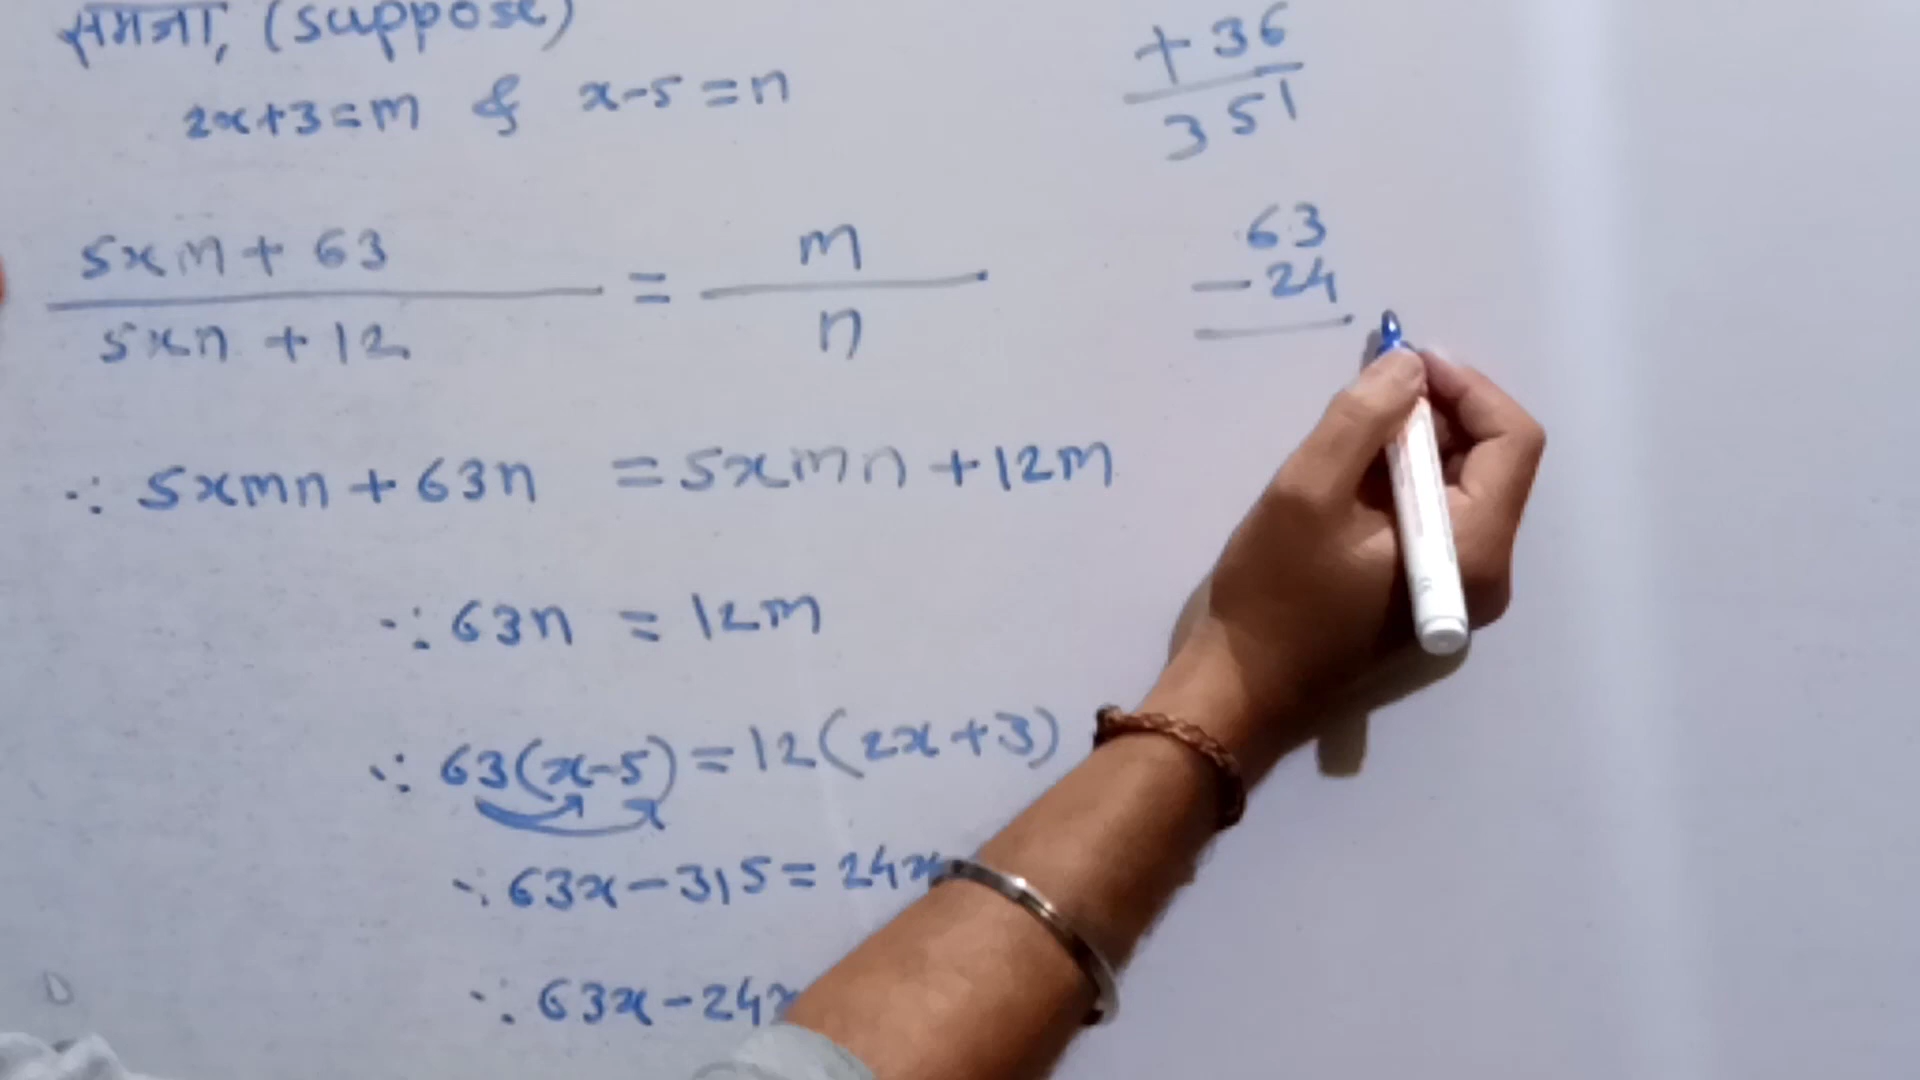 समजा, (suppose)
2x+3=m & x-5=n
5xm + 63 / 5xn + 12 = m / n
∴ 5xmn + 63n = 5xmn + 12m
∴ 63n = 12m
∴ 63(x-5) = 12(2x+3)
∴ 63x - 315 = 24x
∴ 63x - 24x
+ 36
351
63
- 24